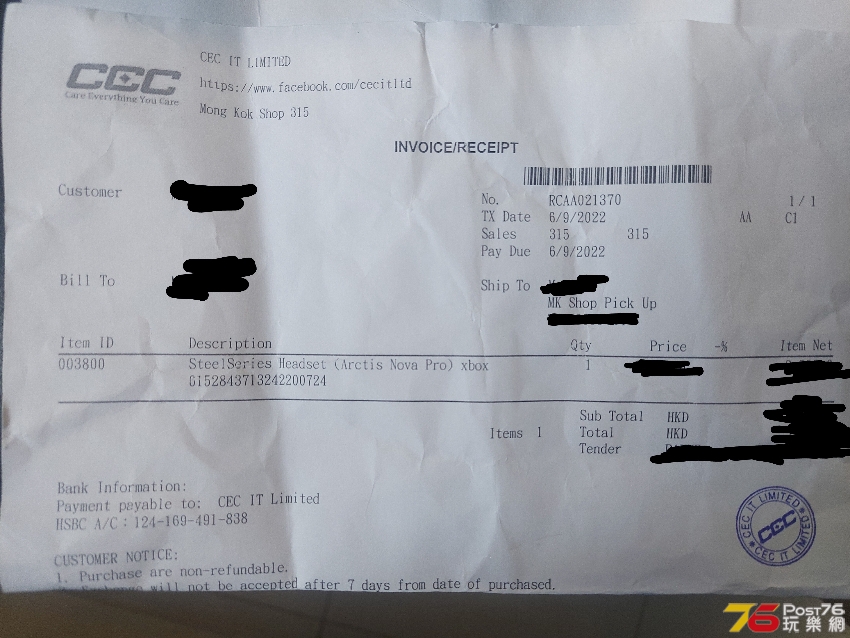 CEC
Care Everything You Care
CEC IT LIMITED
https://www.facebook.com/cecitltd
Mong Kok Shop 315
INVOICE/RECEIPT
Customer
No. RCAA021370 1 / 1
TX Date 6/9/2022 AA C1
Sales 315 315
Pay Due 6/9/2022
Bill To
Ship To
MK Shop Pick Up
Item ID Description Qty Price -% Item Net
003800 SteelSeries Headset (Arctis Nova Pro) xbox 1
G152843713242200724
Sub Total HKD
Items 1 Total HKD
Tender
Bank Information:
Payment payable to: CEC IT Limited
HSBC A/C：124-169-491-838
CEC IT LIMITED
CEC
CEC IT LIMITED
CUSTOMER NOTICE:
1. Purchase are non-refundable.
will not be accepted after 7 days from date of purchased.
76 Post76
玩樂網